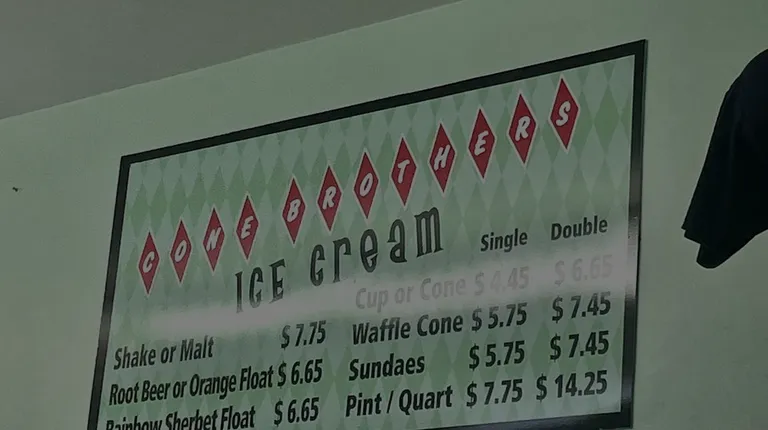 CONE BROTHERS
ICE cream
Single Double
Cup or Cone $4.45 $6.65
Waffle Cone $5.75 $7.45
Sundaes $5.75 $7.45
Pint / Quart $7.75 $14.25
Shake or Malt $7.75
Root Beer or Orange Float $6.65
Rainbow Sherbet Float $6.65